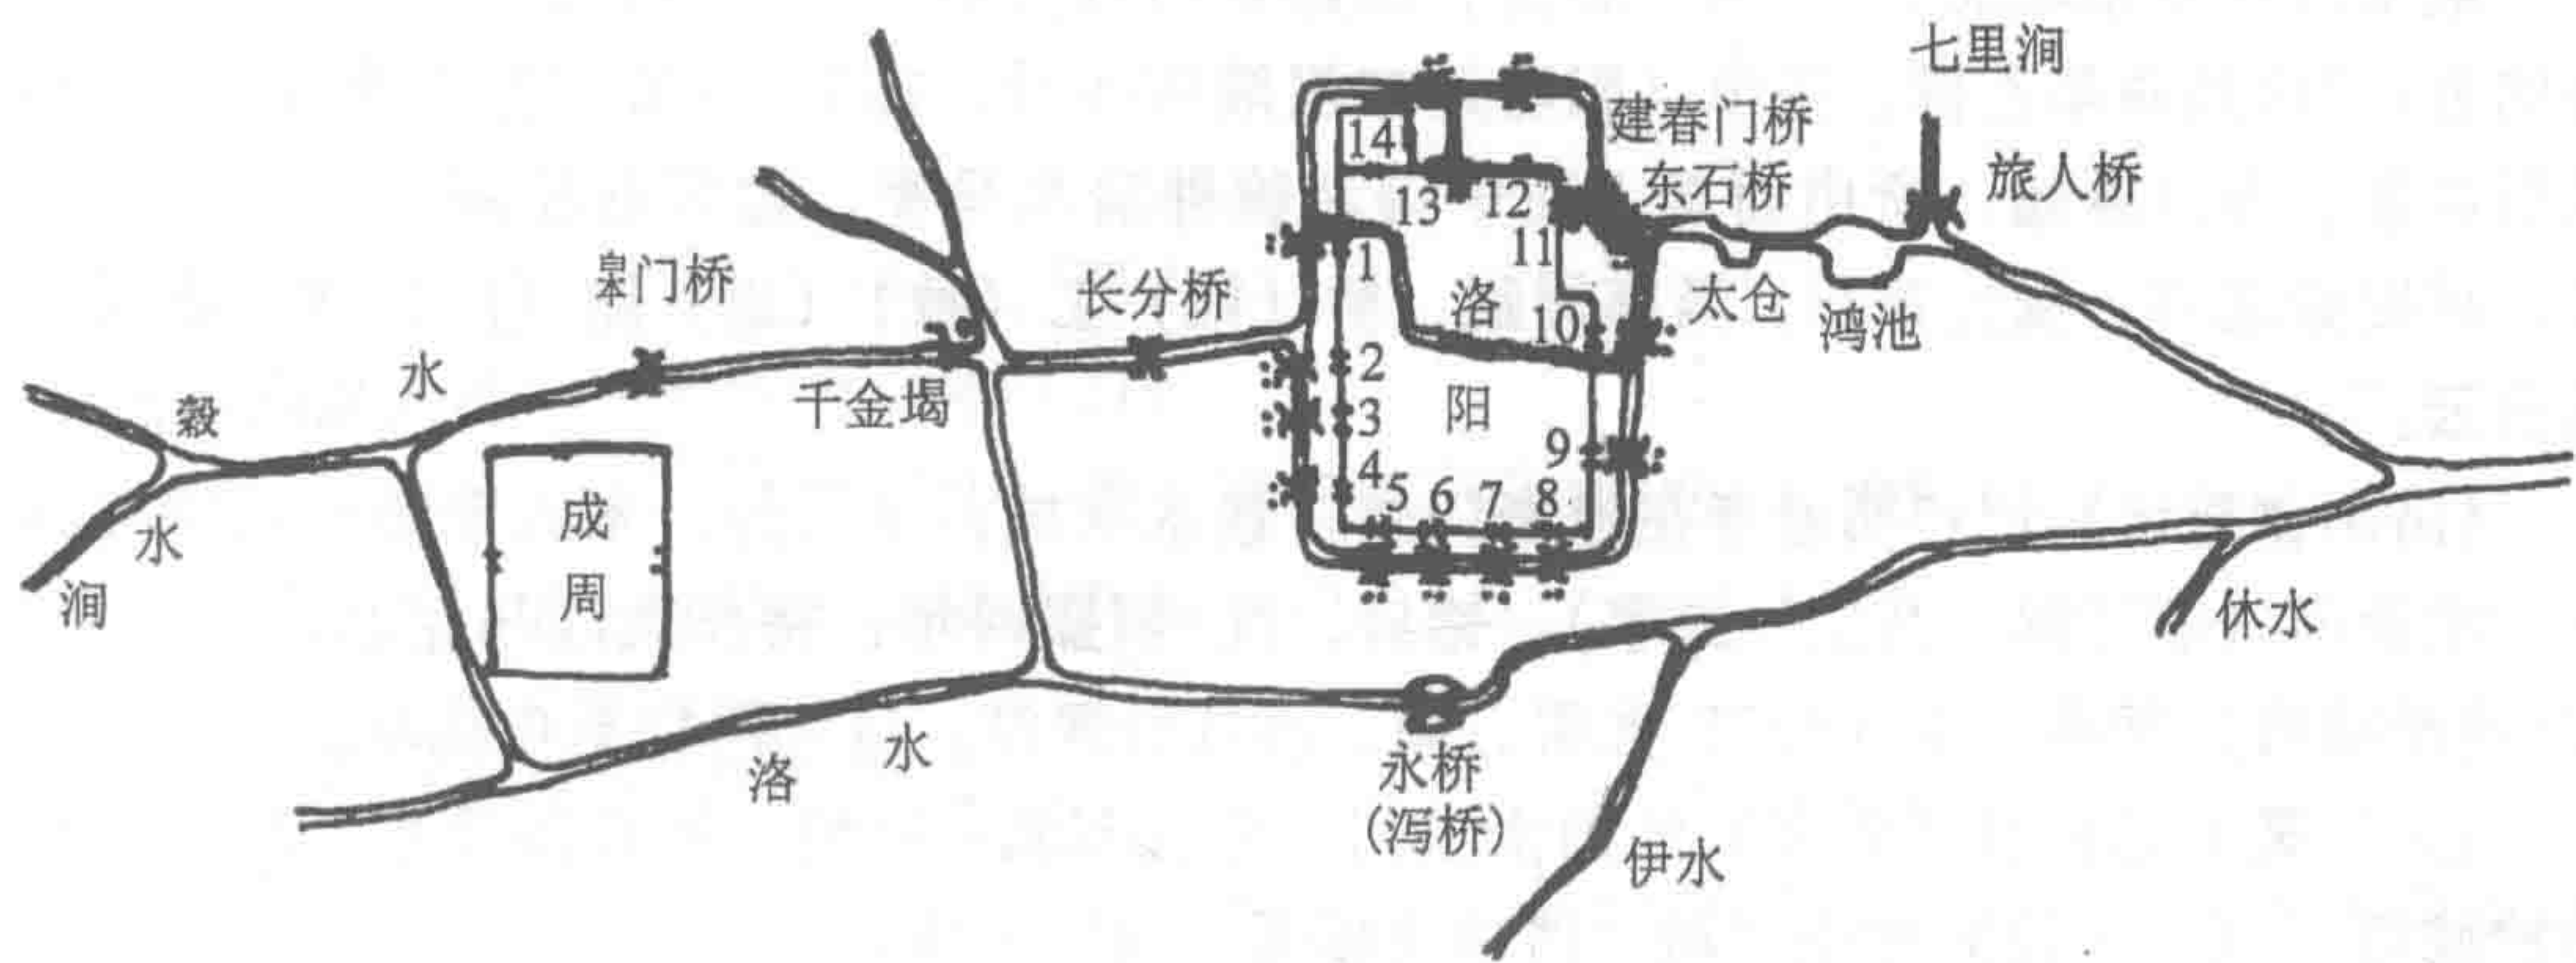 七里涧
建春门桥
东石桥
旅人桥
14
13
12
11
1
洛
10
太仓
鸿池
皋门桥
长分桥
水
2
千金堨
阳
3
穀
9
4
5
6
7
8
成
周
水
涧
休水
洛
水
永桥
(泻桥)
伊水